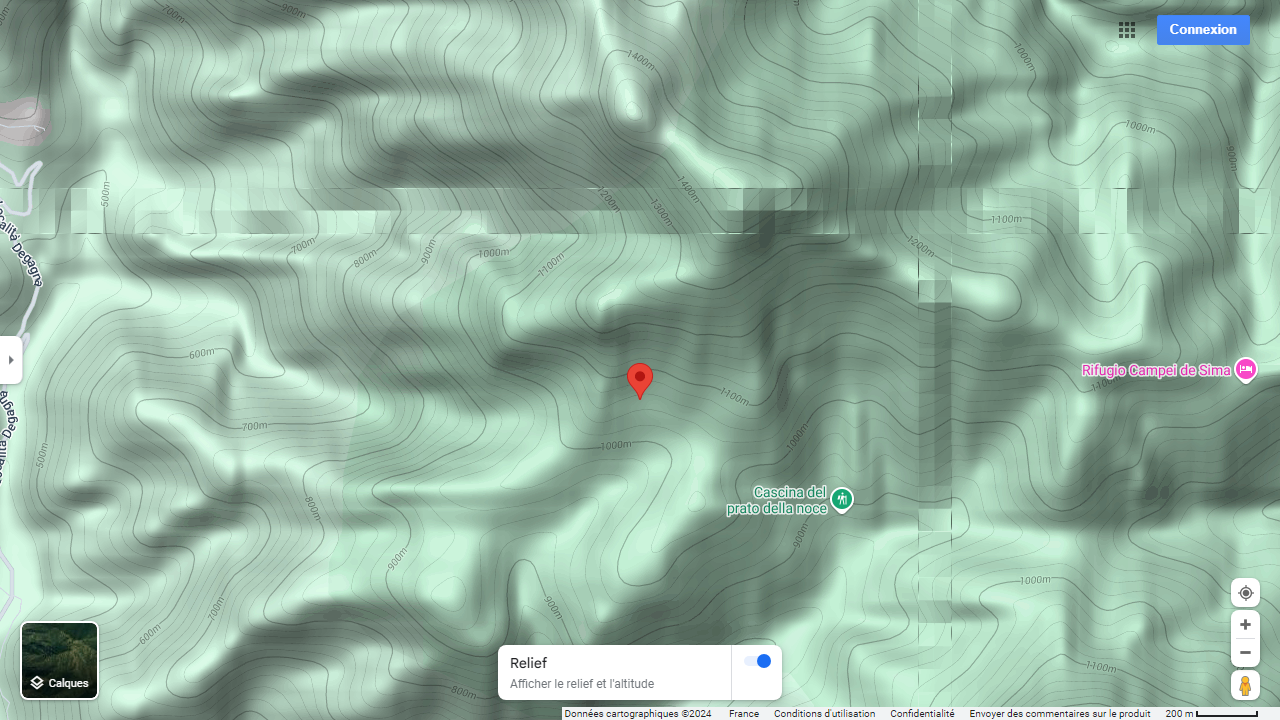 700m
1400m
1000m
Connexion
1000m
900m
500m
1400m
1200m
1300m
1100m
Località Degagna
700m
800m
900m
1000m
1100m
1200m
600m
Rifugio Campei de Sima
1100m
1100m
700m
1000m
1000m
500m
Cascina del
prato della noce
800m
900m
900m
1000m
900m
700m
600m
1100m
800m
Calques
Relief
Afficher le relief et l'altitude
Données cartographiques ©2024 France Conditions d'utilisation Confidentialité Envoyer des commentaires sur le produit 200 m